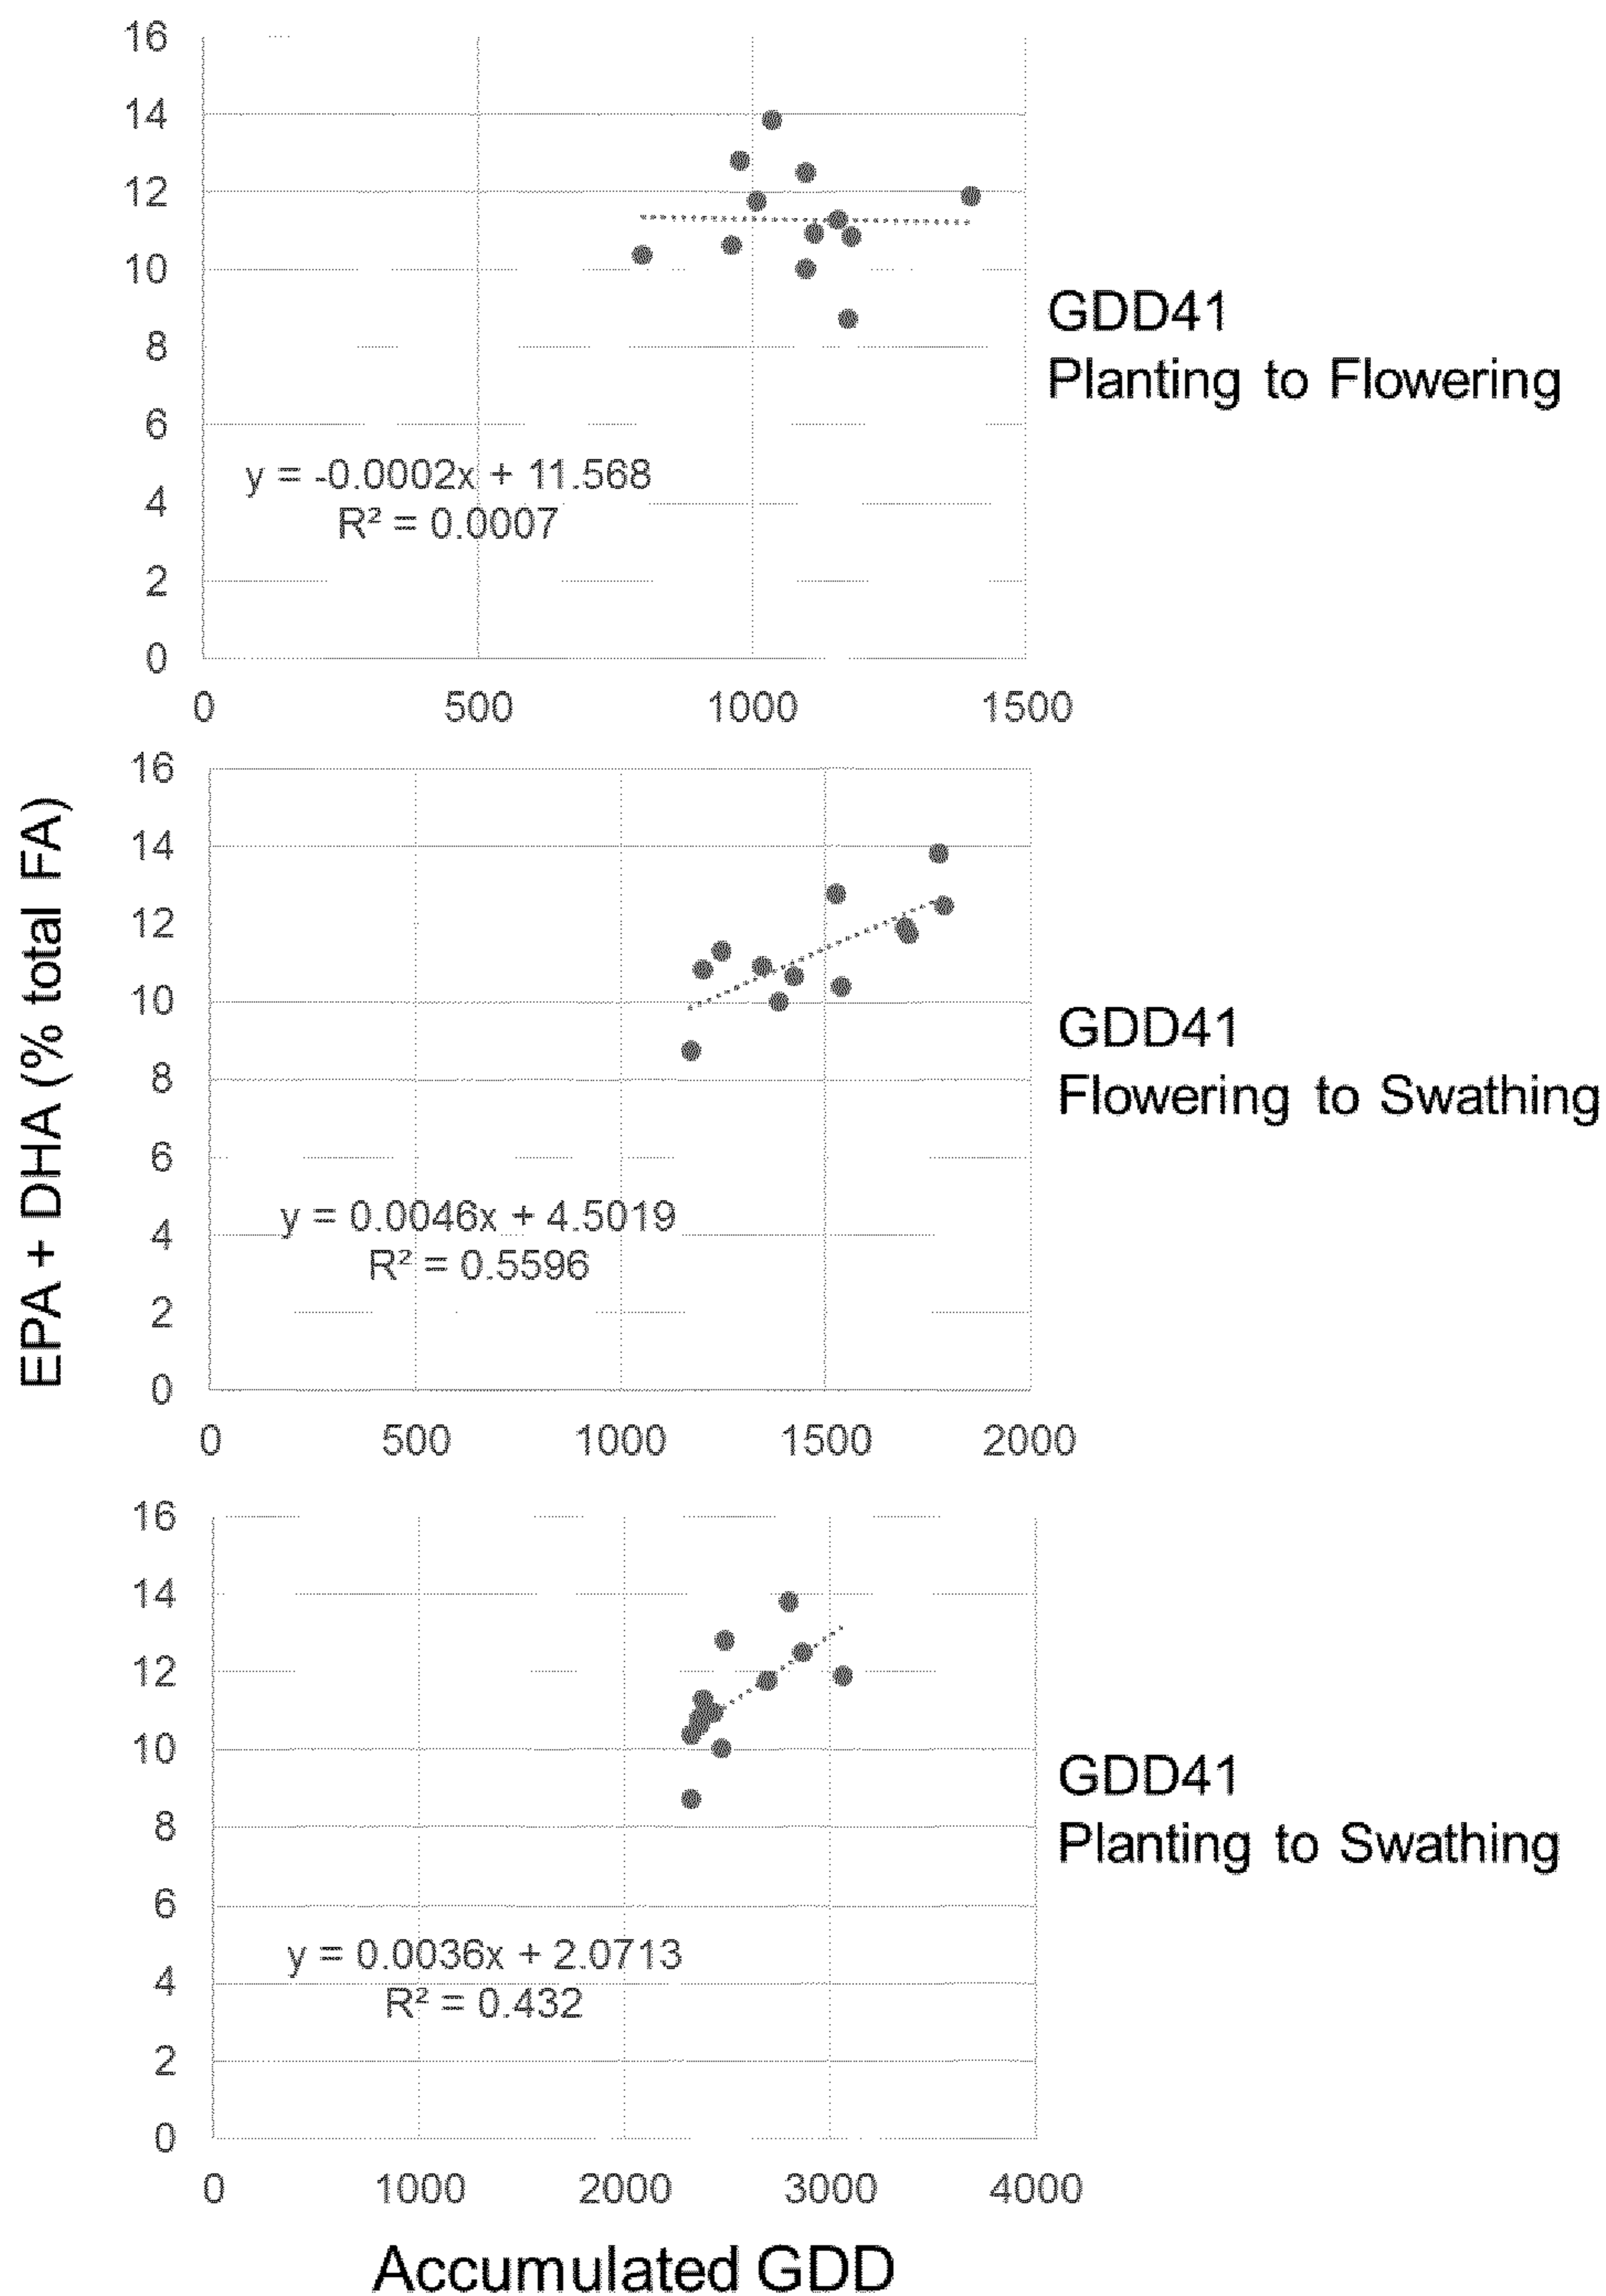 16
14
12
10
8
6
4
2
0
y = -0.0002x + 11.568
R² = 0.0007
0 500 1000 1500
GDD41
Planting to Flowering
EPA + DHA (% total FA)
16
14
12
10
8
6
4
2
0
y = 0.0046x + 4.5019
R² = 0.5596
0 500 1000 1500 2000
GDD41
Flowering to Swathing
16
14
12
10
8
6
4
2
0
y = 0.0036x + 2.0713
R² = 0.432
0 1000 2000 3000 4000
GDD41
Planting to Swathing
Accumulated GDD